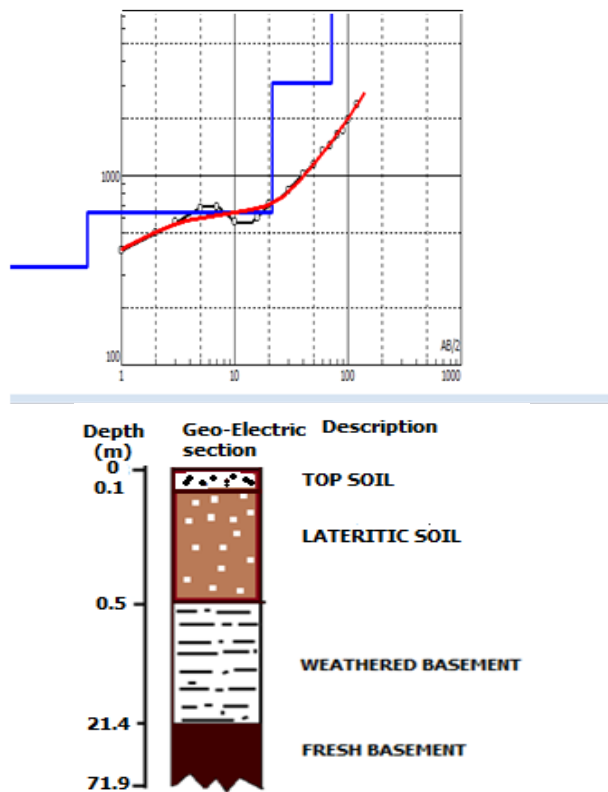 1000
100
AB/2
1
10
100
1000
Depth
(m)
Geo-Electric
section
Description
0
0.1
TOP SOIL
LATERITIC SOIL
0.5
WEATHERED BASEMENT
21.4
FRESH BASEMENT
71.9